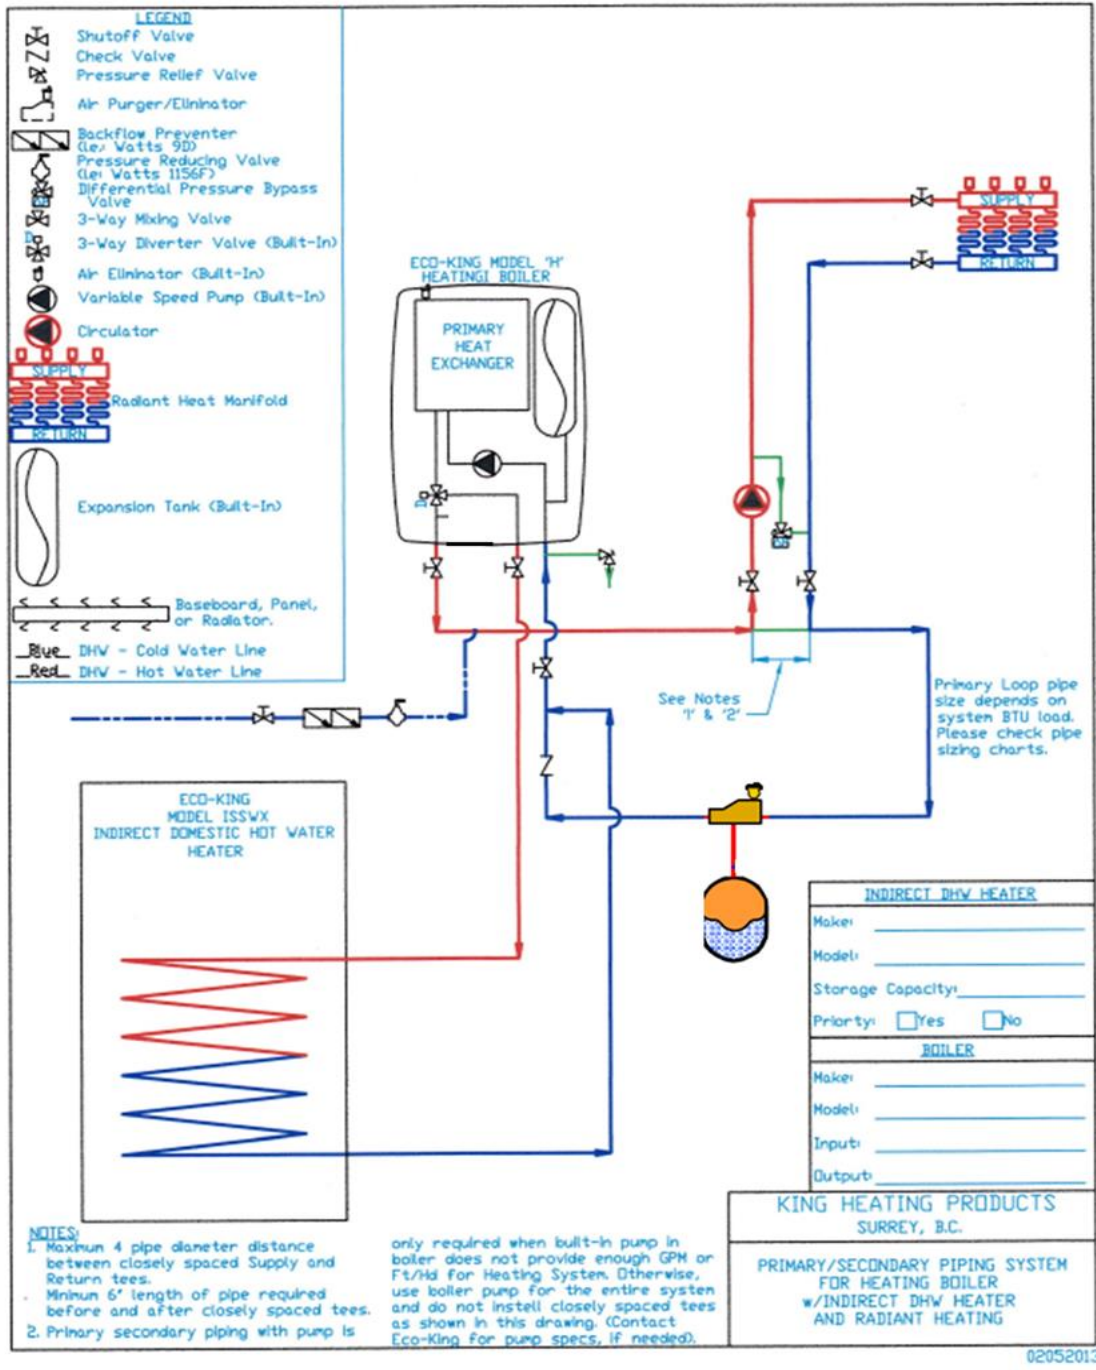 LEGEND
Shutoff Valve
Check Valve
Pressure Relief Valve
Air Purger/Eliminator
Backflow Preventer
(ie: Watts 9D)
Pressure Reducing Valve
(ie: Watts 1156F)
Differential Pressure Bypass
Valve
3-Way Mixing Valve
D
3-Way Diverter Valve (Built-In)
Air Eliminator (Built-In)
Variable Speed Pump (Built-In)
Circulator
SUPPLY
Radiant Heat Manifold
RETURN
Expansion Tank (Built-In)
Baseboard, Panel,
or Radiator.
Blue DHW - Cold Water Line
Red DHW - Hot Water Line
ECO-KING MODEL 'H'
HEATINGI BOILER
PRIMARY
HEAT
EXCHANGER
D
SUPPLY
RETURN
See Notes
'1' & '2'
Primary Loop pipe
size depends on
system BTU load.
Please check pipe
sizing charts.
ECO-KING
MODEL ISSWX
INDIRECT DOMESTIC HOT WATER
HEATER
INDIRECT DHW HEATER
Make:
Model:
Storage Capacity:
Priorty: Yes No
BOILER
Make:
Model:
Input:
Output:
KING HEATING PRODUCTS
SURREY, B.C.
PRIMARY/SECONDARY PIPING SYSTEM
FOR HEATING BOILER
w/INDIRECT DHW HEATER
AND RADIANT HEATING
NOTES:
1. Maximum 4 pipe diameter distance
between closely spaced Supply and
Return tees.
Minimum 6" length of pipe required
before and after closely spaced tees.
2. Primary secondary piping with pump is
only required when built-in pump in
boiler does not provide enough GPM or
Ft/Hd for Heating System. Otherwise,
use boiler pump for the entire system
and do not instell closely spaced tees
as shown in this drawing. (Contact
Eco-King for pump specs, if needed).
02052013